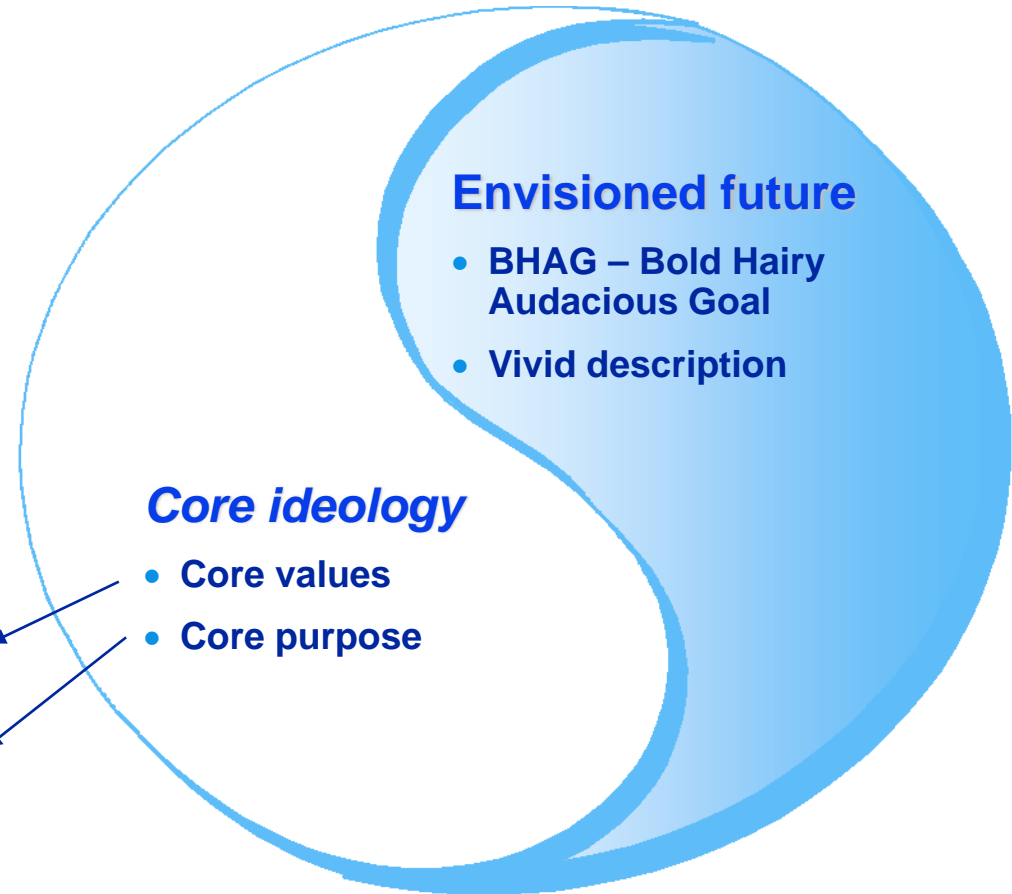 Envisioned future
• BHAG – Bold Hairy
Audacious Goal
• Vivid description
Core ideology
• Core values
• Core purpose